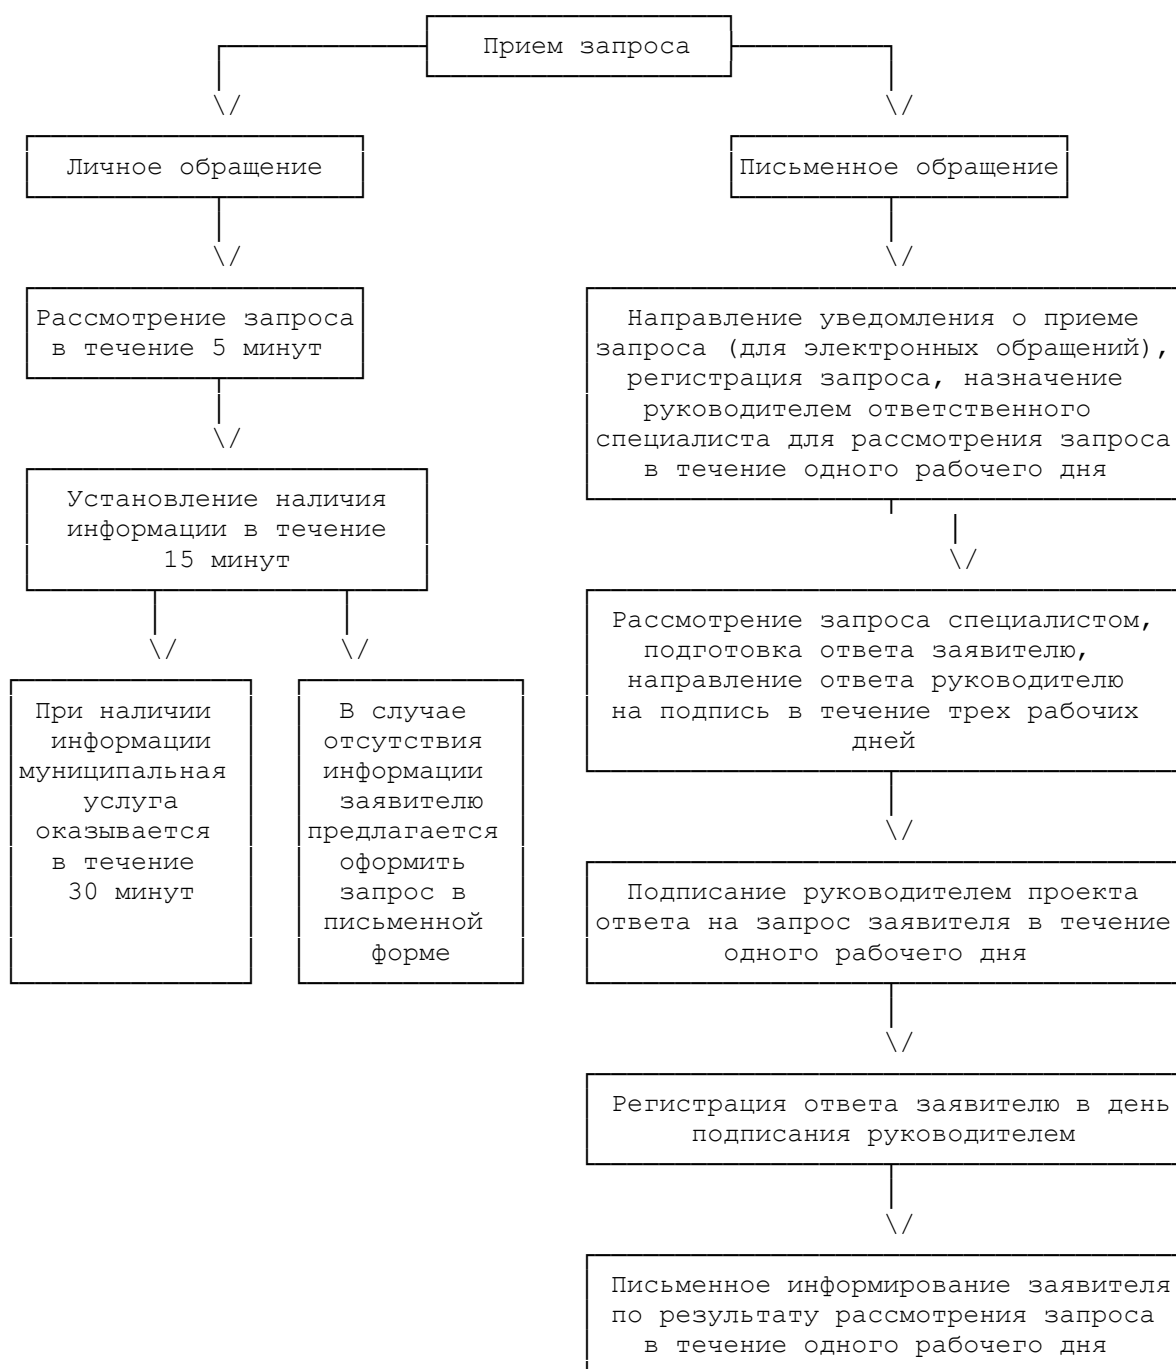 Прием запроса
\/
\/
Личное обращение
Письменное обращение
\/
\/
Рассмотрение запроса
в течение 5 минут
Направление уведомления о приеме
запроса (для электронных обращений),
регистрация запроса, назначение
руководителем ответственного
специалиста для рассмотрения запроса
в течение одного рабочего дня
\/
Установление наличия
информации в течение
15 минут
\/
Рассмотрение запроса специалистом,
подготовка ответа заявителю,
направление ответа руководителю
на подпись в течение трех рабочих
дней
\/
\/
При наличии
информации
муниципальная
услуга
оказывается
в течение
30 минут
В случае
отсутствия
информации
заявителю
предлагается
оформить
запрос в
письменной
форме
\/
Подписание руководителем проекта
ответа на запрос заявителя в течение
одного рабочего дня
\/
Регистрация ответа заявителю в день
подписания руководителем
\/
Письменное информирование заявителя
по результату рассмотрения запроса
в течение одного рабочего дня